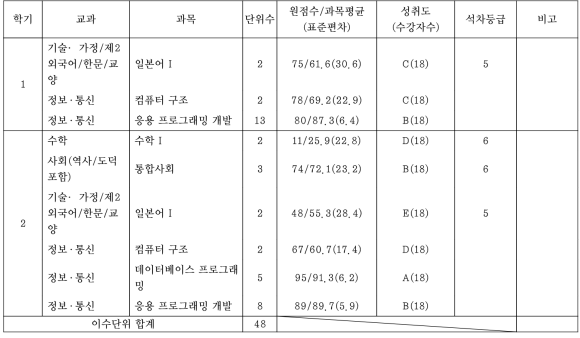 학기 교과 과목 단위수 원점수/과목평균 (표준편차) 성취도 (수강자수) 석차등급 비고
1
기술· 가정/제2
외국어/한문/교
양
일본어 I 2 75/61.6(30.6) C(18) 5
정보·통신 컴퓨터 구조 2 78/69.2(22.9) C(18)
정보·통신 응용 프로그래밍 개발 13 80/87.3(6.4) B(18)
2
수학 수학 I 2 11/25.9(22.8) D(18) 6
사회(역사/도덕
포함)
통합사회 3 74/72.1(23.2) B(18) 6
기술· 가정/제2
외국어/한문/교
양
일본어 I 2 48/55.3(28.4) E(18) 5
정보·통신 컴퓨터 구조 2 67/60.7(17.4) D(18)
정보·통신 데이터베이스 프로그래
밍
5 95/91.3(6.2) A(18)
정보·통신 응용 프로그래밍 개발 8 89/89.7(5.9) B(18)
이수단위 합계 48